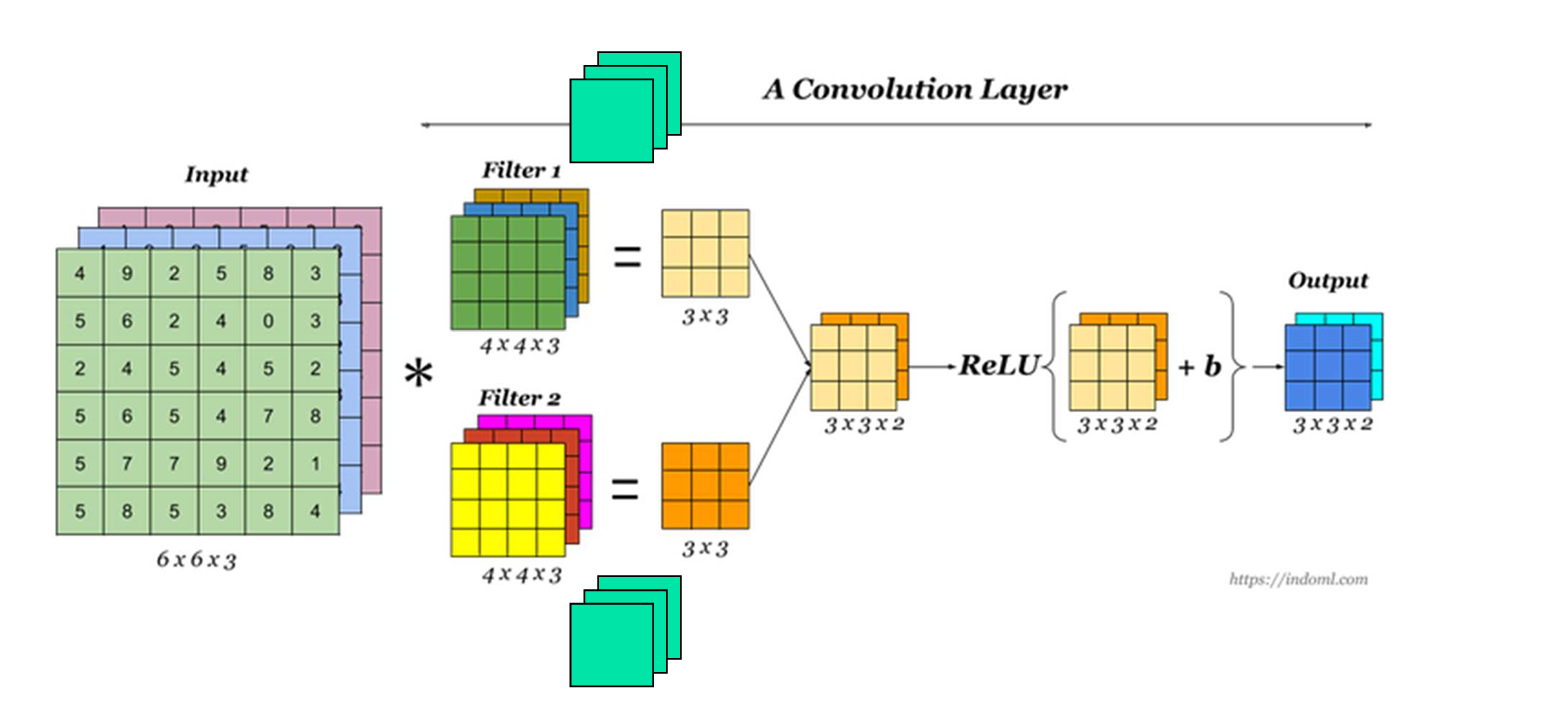 A Convolution Layer
Input
Filter 1
4 9 2 5 8 3
5 6 2 4 0 3
2 4 5 4 5 2
5 6 5 4 7 8
5 7 7 9 2 1
5 8 5 3 8 4
6 x 6 x 3
*
4 x 4 x 3
=
3 x 3
Filter 2
4 x 4 x 3
=
3 x 3
3 x 3 x 2
ReLU { + b }
3 x 3 x 2
Output
3 x 3 x 2
https://indoml.com